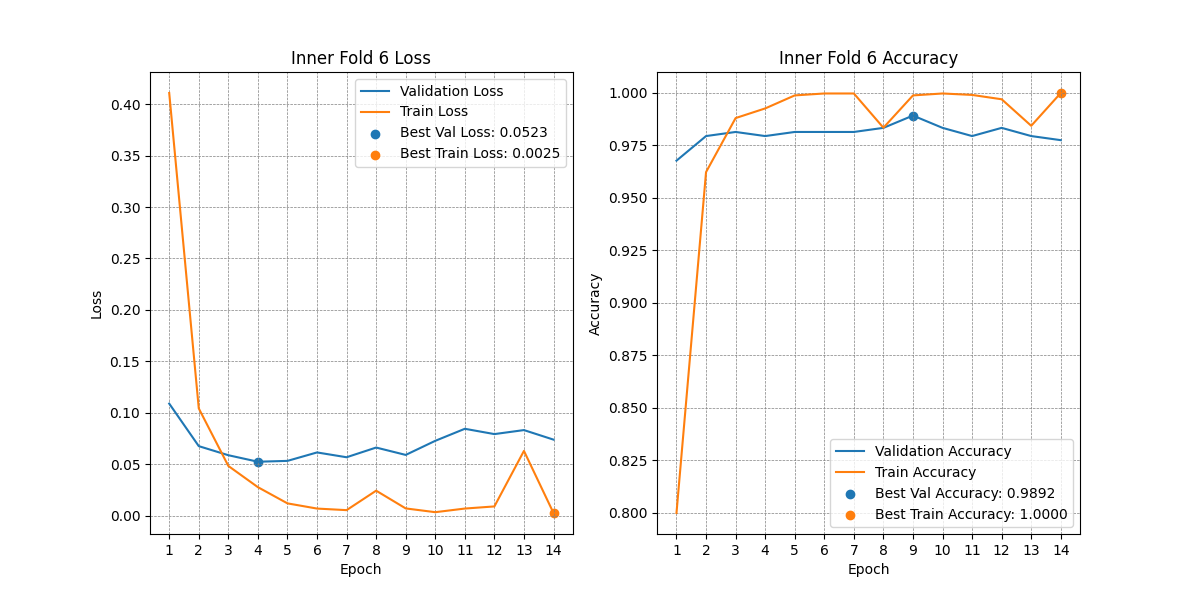 Inner Fold 6 Loss
Validation Loss
Train Loss
Best Val Loss: 0.0523
Best Train Loss: 0.0025
0.40
0.35
0.30
0.25
0.20
0.15
0.10
0.05
0.00
Loss
1 2 3 4 5 6 7 8 9 10 11 12 13 14
Epoch
Inner Fold 6 Accuracy
1.000
0.975
0.950
0.925
0.900
0.875
0.850
0.825
0.800
Accuracy
Validation Accuracy
Train Accuracy
Best Val Accuracy: 0.9892
Best Train Accuracy: 1.0000
1 2 3 4 5 6 7 8 9 10 11 12 13 14
Epoch